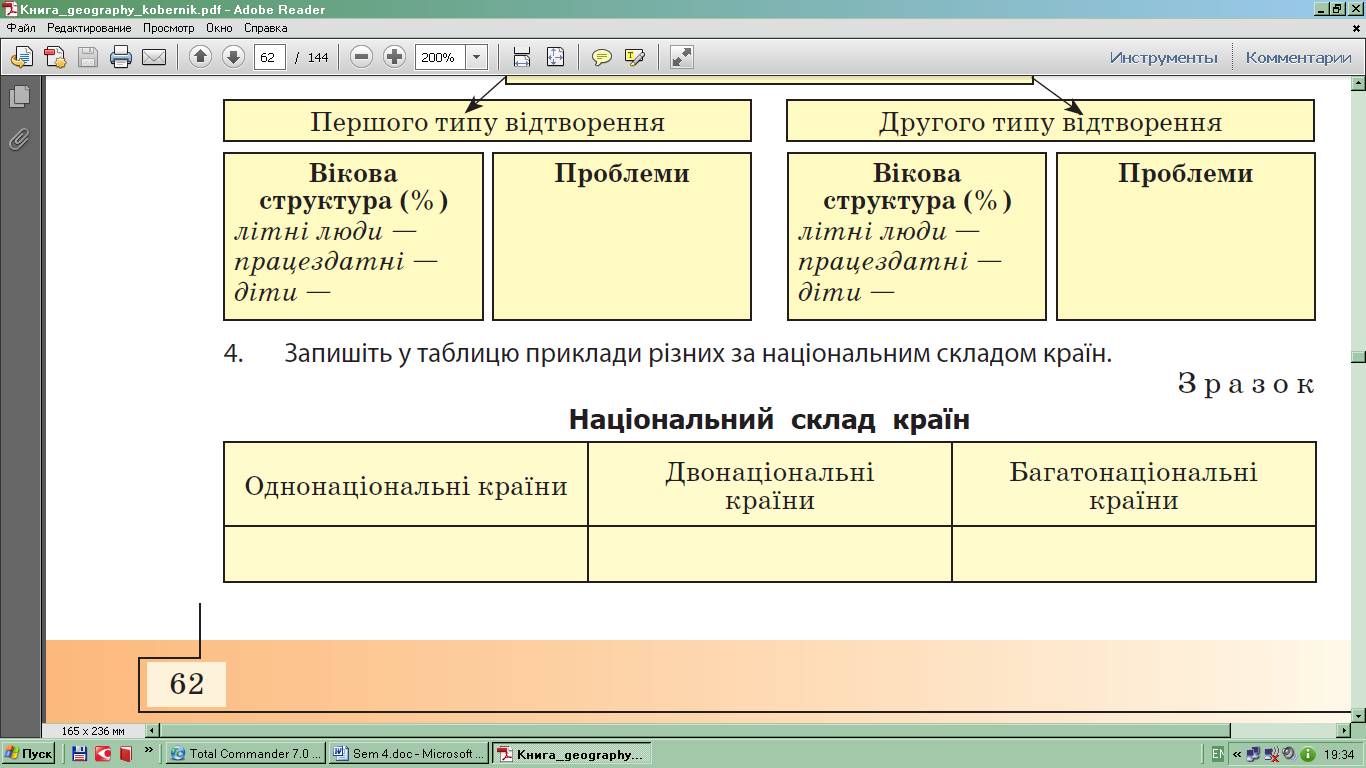 Книга_geography_kobernik.pdf - Adobe Reader
Файл Редактирование Просмотр Окно Справка
62 / 144 200% Инструменты Комментарии
Першого типу відтворення
Другого типу відтворення
Вікова
структура (%)
літні люди —
працездатні —
діти —
Проблеми
Вікова
структура (%)
літні люди —
працездатні —
діти —
Проблеми
4. Запишіть у таблицю приклади різних за національним складом країн.
Зразок
Національний склад країн
Однонаціональні країни
Двонаціональні
країни
Багатонаціональні
країни
62
165 x 236 мм
Пуск » Total Commander 7.0 ... Sem 4.doc - Microsoft ... Книга_geography... EN « 19:34